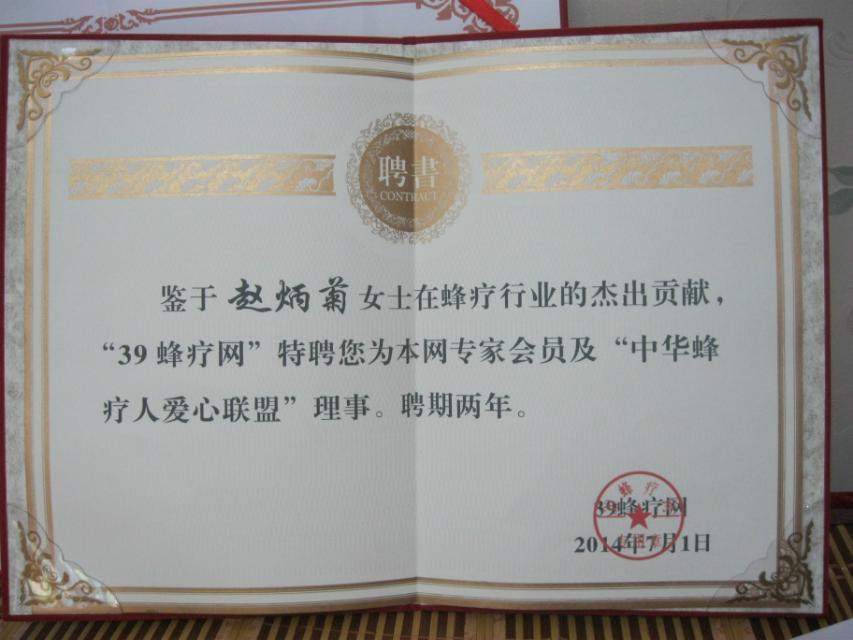 聘書
CONTRACT
鉴于赵炳菊女士在蜂疗行业的杰出贡献，
“39蜂疗网”特聘您为本网专家会员及“中华蜂
疗人爱心联盟”理事。聘期两年。
39蜂疗网
2014年7月1日